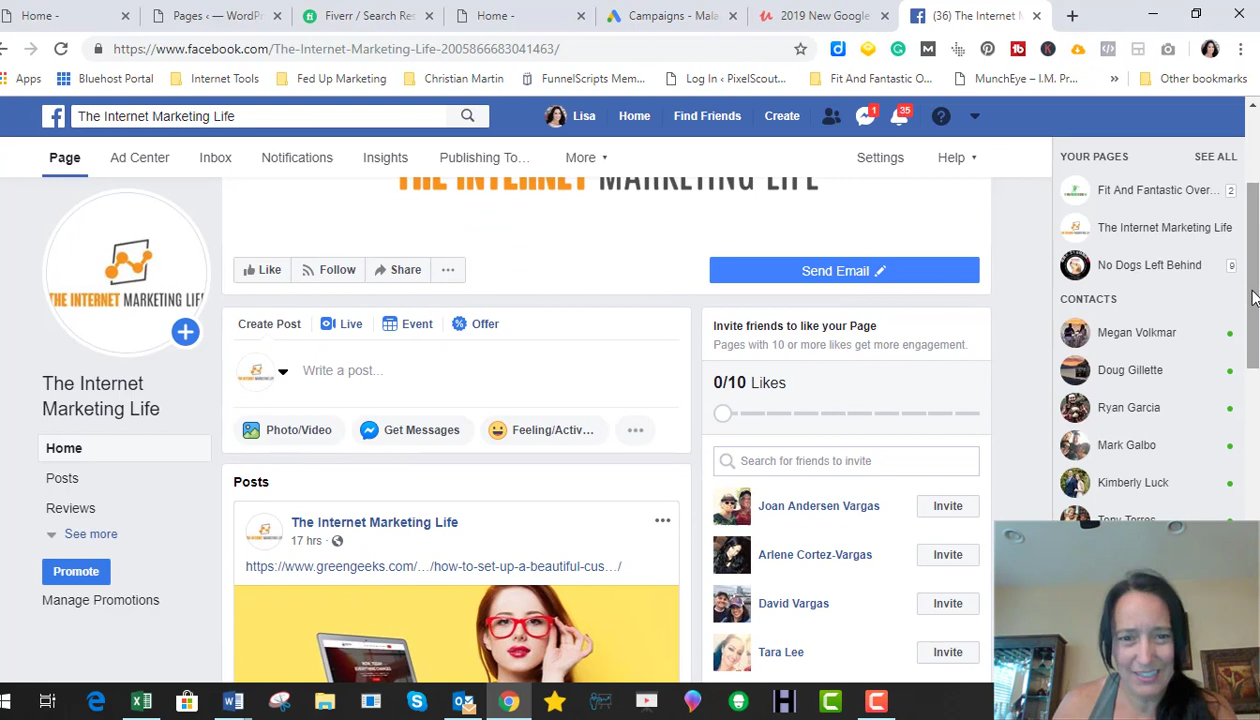 Home -
Pages ‹ — WordP
Fiverr / Search Res
Home -
Campaigns - Mala
2019 New Google
(36) The Internet M
https://www.facebook.com/The-Internet-Marketing-Life-2005866683041463/
Apps
Bluehost Portal
Internet Tools
Fed Up Marketing
Christian Martin
FunnelScripts Mem...
Log In ‹ PixelScout...
Fit And Fantastic O...
MunchEye – I.M. Pr...
»
Other bookmarks
The Internet Marketing Life
Lisa
Home
Find Friends
Create
1
35
Page
Ad Center
Inbox
Notifications
Insights
Publishing To...
More
Settings
Help
THE INTERNET MARKETING LIFE
THE INTERNET MARKETING LIFE
Like
Follow
Share
Send Email
Create Post
Live
Event
Offer
Write a post...
Photo/Video
Get Messages
Feeling/Activ...
The Internet
Marketing Life
Home
Posts
Reviews
See more
Promote
Manage Promotions
Posts
The Internet Marketing Life
17 hrs ·
https://www.greengeeks.com/…/how-to-set-up-a-beautiful-cus…/
Invite friends to like your Page
Pages with 10 or more likes get more engagement.
0/10 Likes
Search for friends to invite
Joan Andersen Vargas
Invite
Arlene Cortez-Vargas
Invite
David Vargas
Invite
Tara Lee
Invite
YOUR PAGES
SEE ALL
Fit And Fantastic Over...
2
The Internet Marketing Life
No Dogs Left Behind
9
CONTACTS
Megan Volkmar
Doug Gillette
Ryan Garcia
Mark Galbo
Kimberly Luck
Tony Torres